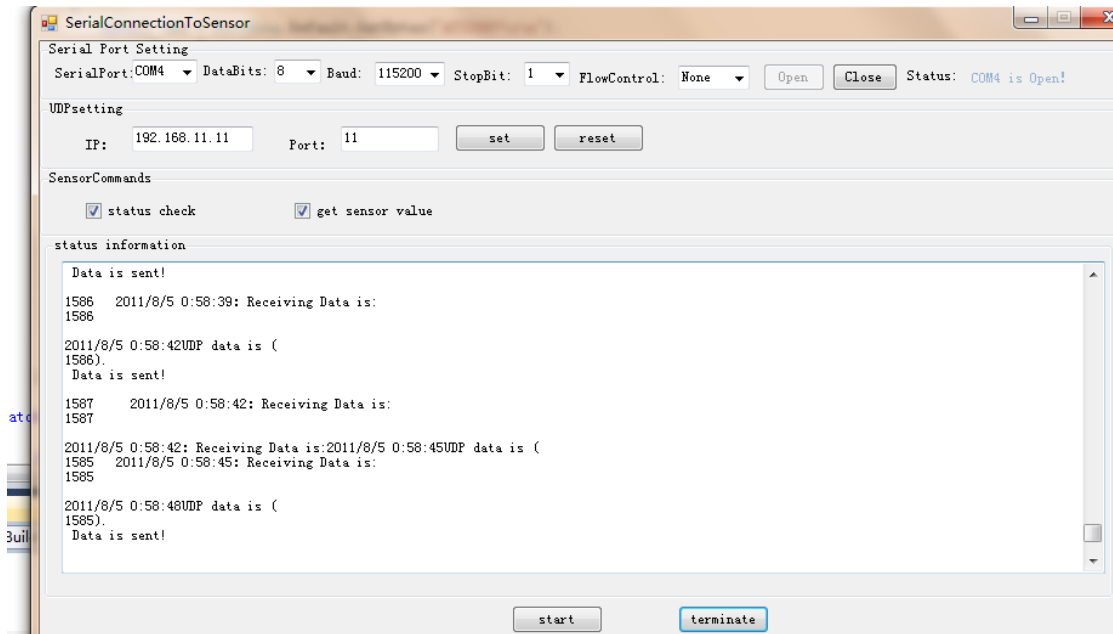 SerialConnectionToSensor
Serial Port Setting
SerialPort: COM4 DataBits: 8 Baud: 115200 StopBit: 1 FlowControl: None Open Close Status: COM4 is Open!
UDPsetting
IP: 192.168.11.11 Port: 11 set reset
SensorCommands
status check get sensor value
status information
Data is sent!
1586 2011/8/5 0:58:39: Receiving Data is:
1586
2011/8/5 0:58:42UDP data is (
1586).
Data is sent!
1587 2011/8/5 0:58:42: Receiving Data is:
1587
2011/8/5 0:58:42: Receiving Data is:2011/8/5 0:58:45UDP data is (
1585 2011/8/5 0:58:45: Receiving Data is:
1585
2011/8/5 0:58:48UDP data is (
1585).
Data is sent!
start terminate